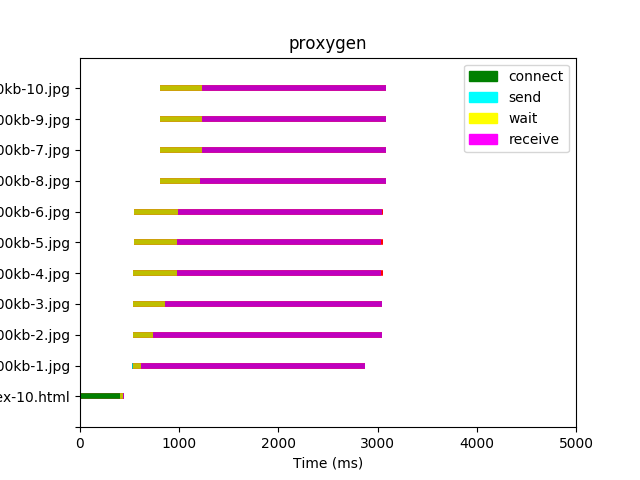 proxygen
connect
send
wait
receive
0kb-10.jpg
00kb-9.jpg
00kb-7.jpg
00kb-8.jpg
00kb-6.jpg
00kb-5.jpg
00kb-4.jpg
00kb-3.jpg
00kb-2.jpg
00kb-1.jpg
ex-10.html
0 1000 2000 3000 4000 5000
Time (ms)